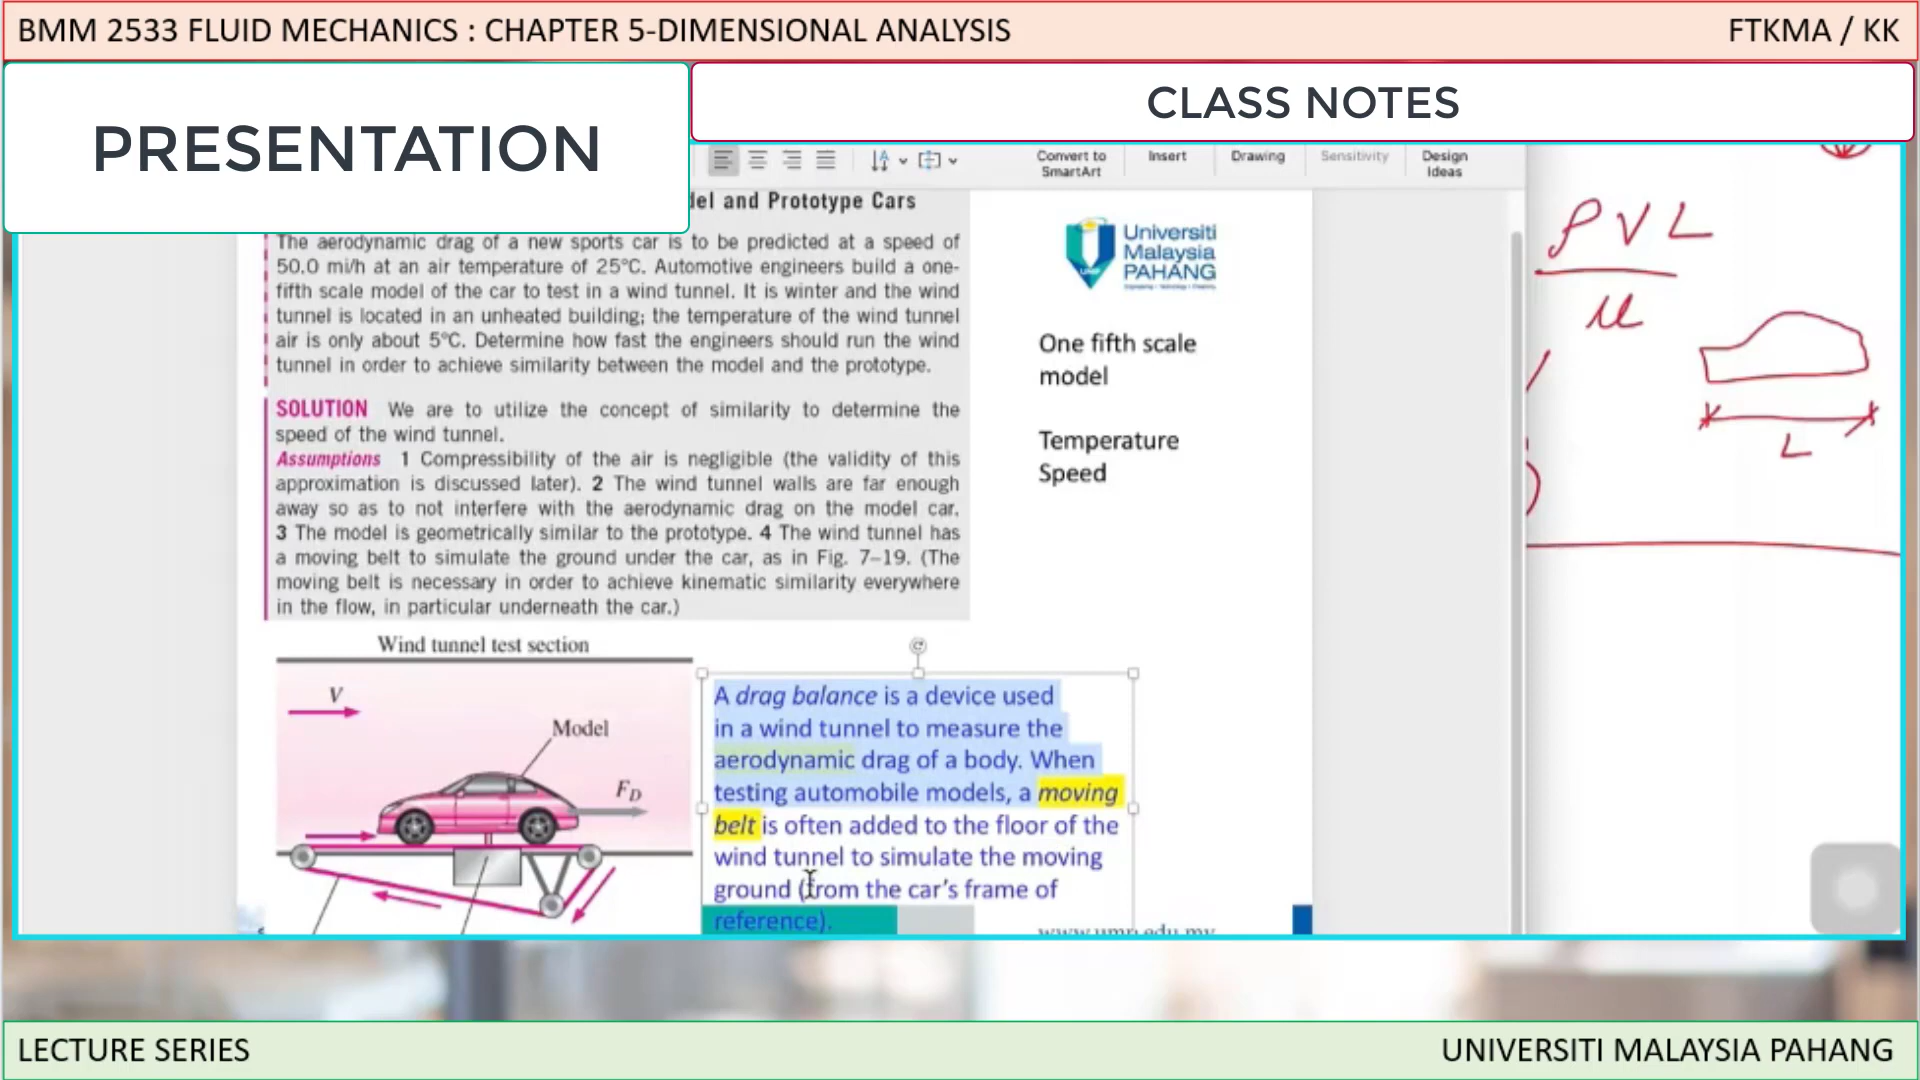 BMM 2533 FLUID MECHANICS : CHAPTER 5-DIMENSIONAL ANALYSIS
FTKMA / KK
PRESENTATION
CLASS NOTES
Convert to
SmartArt
Insert
Drawing
Sensitivity
Design
Ideas
and Prototype Cars
The aerodynamic drag of a new sports car is to be predicted at a speed of
50.0 mi/h at an air temperature of 25°C. Automotive engineers build a one-
fifth scale model of the car to test in a wind tunnel. It is winter and the wind
tunnel is located in an unheated building; the temperature of the wind tunnel
air is only about 5°C. Determine how fast the engineers should run the wind
tunnel in order to achieve similarity between the model and the prototype.
SOLUTION We are to utilize the concept of similarity to determine the
speed of the wind tunnel.
Assumptions 1 Compressibility of the air is negligible (the validity of this
approximation is discussed later). 2 The wind tunnel walls are far enough
away so as to not interfere with the aerodynamic drag on the model car.
3 The model is geometrically similar to the prototype. 4 The wind tunnel has
a moving belt to simulate the ground under the car, as in Fig. 7–19. (The
moving belt is necessary in order to achieve kinematic similarity everywhere
in the flow, in particular underneath the car.)
Universiti
Malaysia
PAHANG
UMP
One fifth scale
model
Temperature
Speed
ρVL
μ
L
Wind tunnel test section
V
Model
F_D
A drag balance is a device used
in a wind tunnel to measure the
aerodynamic drag of a body. When
testing automobile models, a moving
belt is often added to the floor of the
wind tunnel to simulate the moving
ground (from the car's frame of
reference).
www.ump.edu.my
LECTURE SERIES
UNIVERSITI MALAYSIA PAHANG